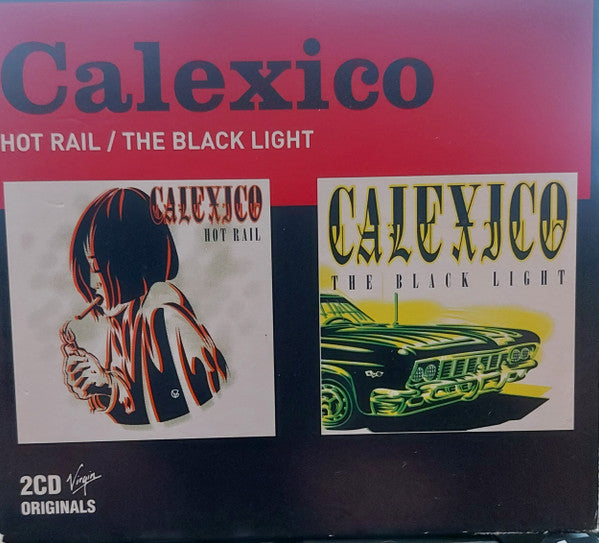 Calexico
HOT RAIL / THE BLACK LIGHT
CALEXICO
HOT RAIL
CALEXICO
THE BLACK LIGHT
2CD Virgin
ORIGINALS